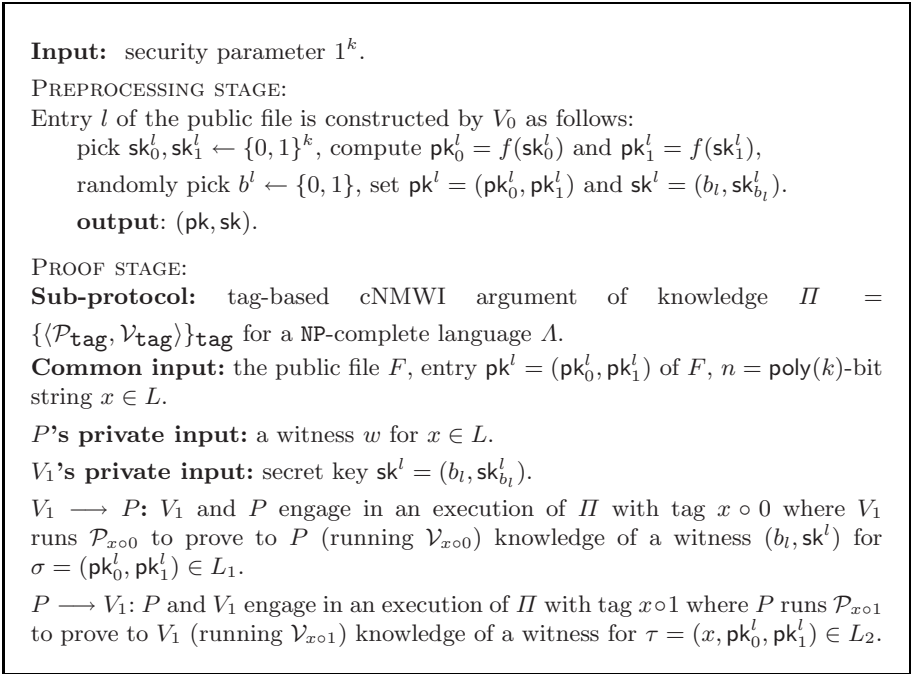 Input: security parameter 1^k.
PREPROCESSING STAGE:
Entry l of the public file is constructed by V_0 as follows:
pick sk_0^l, sk_1^l ← {0, 1}^k, compute pk_0^l = f(sk_0^l) and pk_1^l = f(sk_1^l),
randomly pick b^l ← {0, 1}, set pk^l = (pk_0^l, pk_1^l) and sk^l = (b_l, sk_{b_l}^l).
output: (pk, sk).
PROOF STAGE:
Sub-protocol: tag-based cNMWI argument of knowledge Π =
{⟨P_tag, V_tag⟩}_tag for a NP-complete language Λ.
Common input: the public file F, entry pk^l = (pk_0^l, pk_1^l) of F, n = poly(k)-bit
string x ∈ L.
P's private input: a witness w for x ∈ L.
V_1's private input: secret key sk^l = (b_l, sk_{b_l}^l).
V_1 ⟶ P: V_1 and P engage in an execution of Π with tag x ∘ 0 where V_1
runs P_{x∘0} to prove to P (running V_{x∘0}) knowledge of a witness (b_l, sk^l) for
σ = (pk_0^l, pk_1^l) ∈ L_1.
P ⟶ V_1: P and V_1 engage in an execution of Π with tag x∘1 where P runs P_{x∘1}
to prove to V_1 (running V_{x∘1}) knowledge of a witness for τ = (x, pk_0^l, pk_1^l) ∈ L_2.